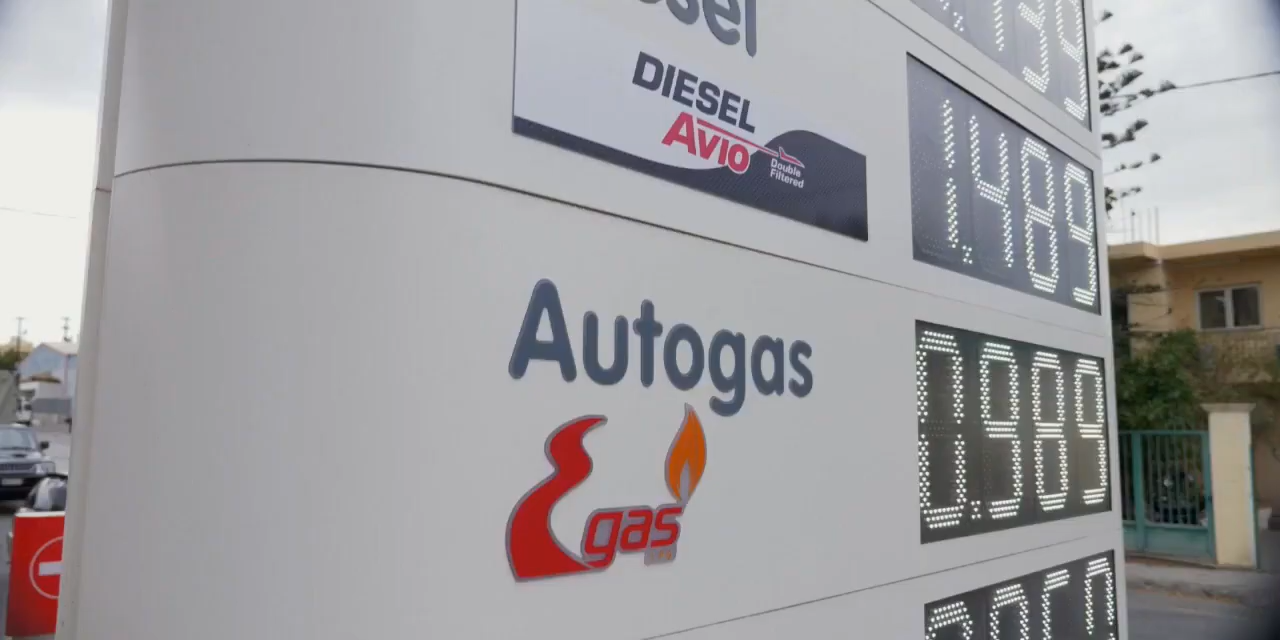 DIESEL
AVIO
Double
Filtered
1.489
Autogas
0.989
gas